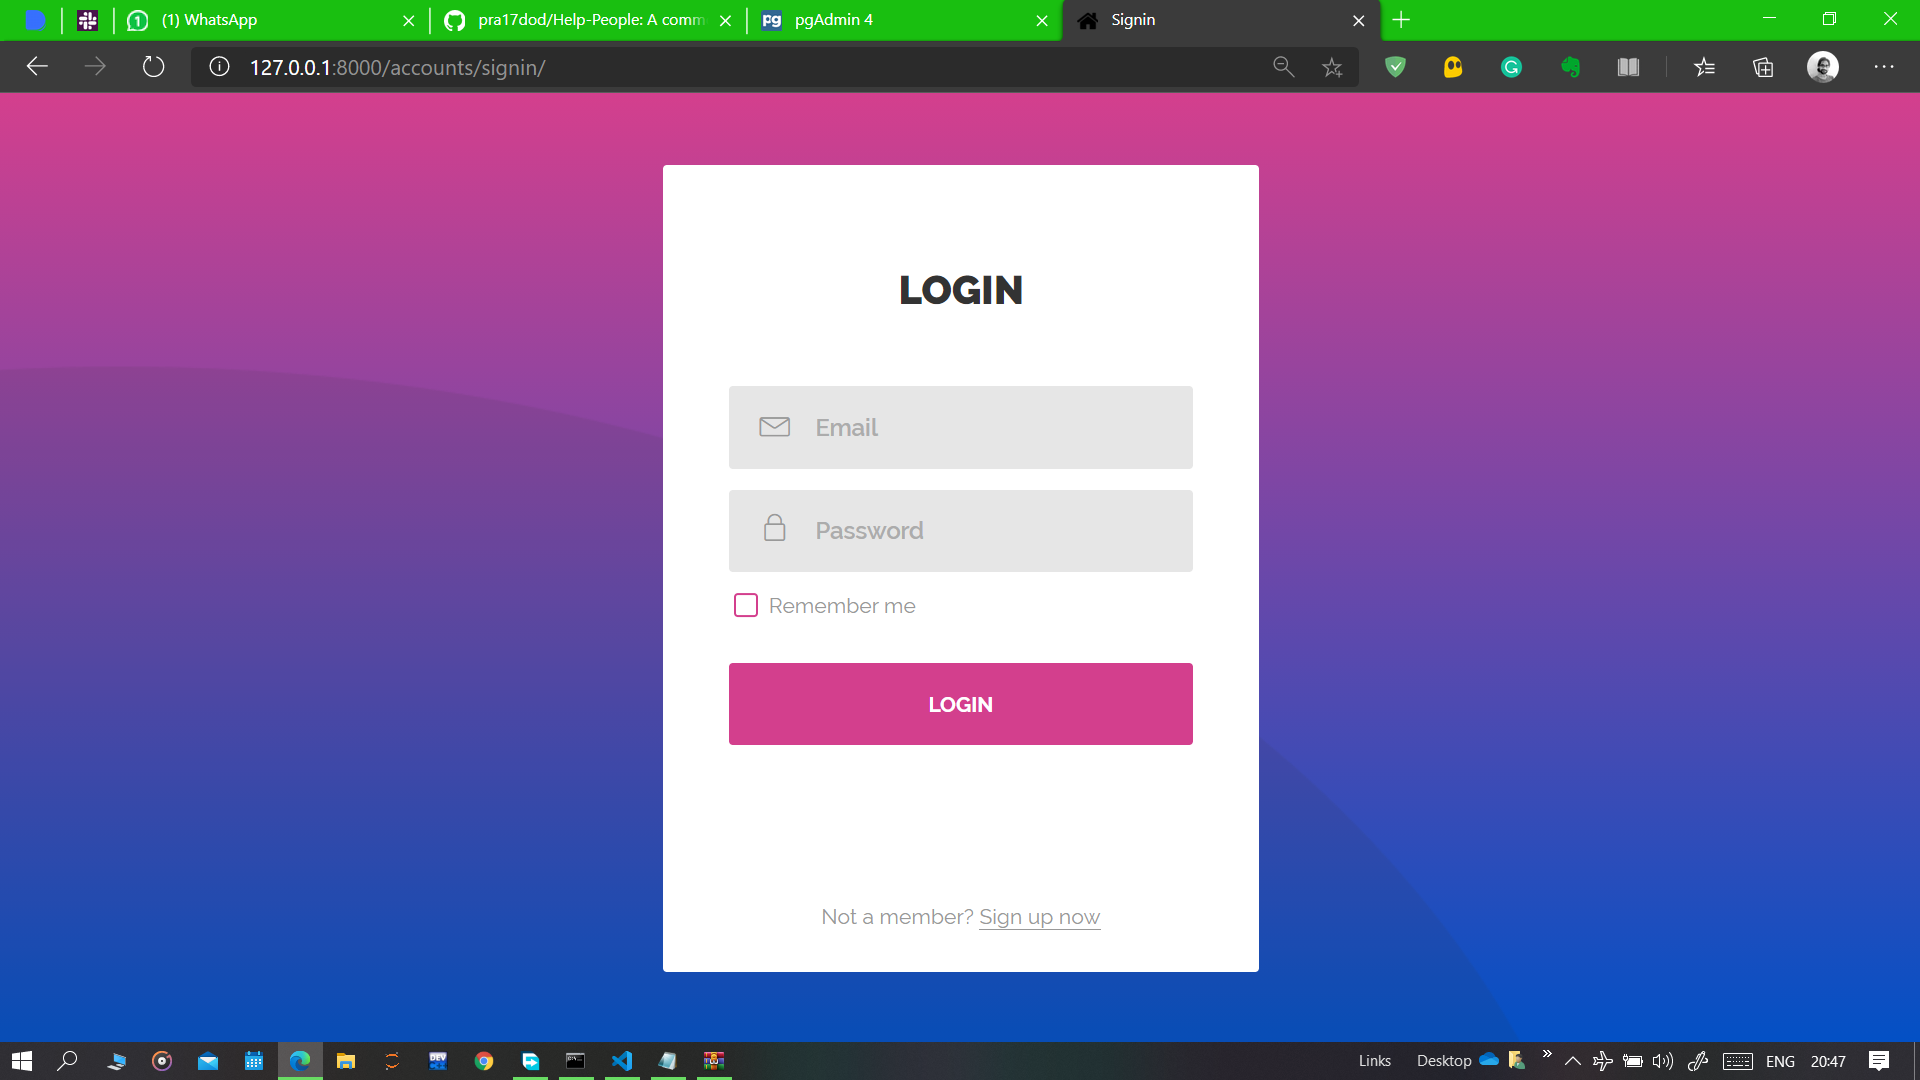 (1) WhatsApp
pra17dod/Help-People: A comm
pgAdmin 4
Signin
127.0.0.1:8000/accounts/signin/
LOGIN
Email
Password
Remember me
LOGIN
Not a member? Sign up now
Links
Desktop
ENG
20:47